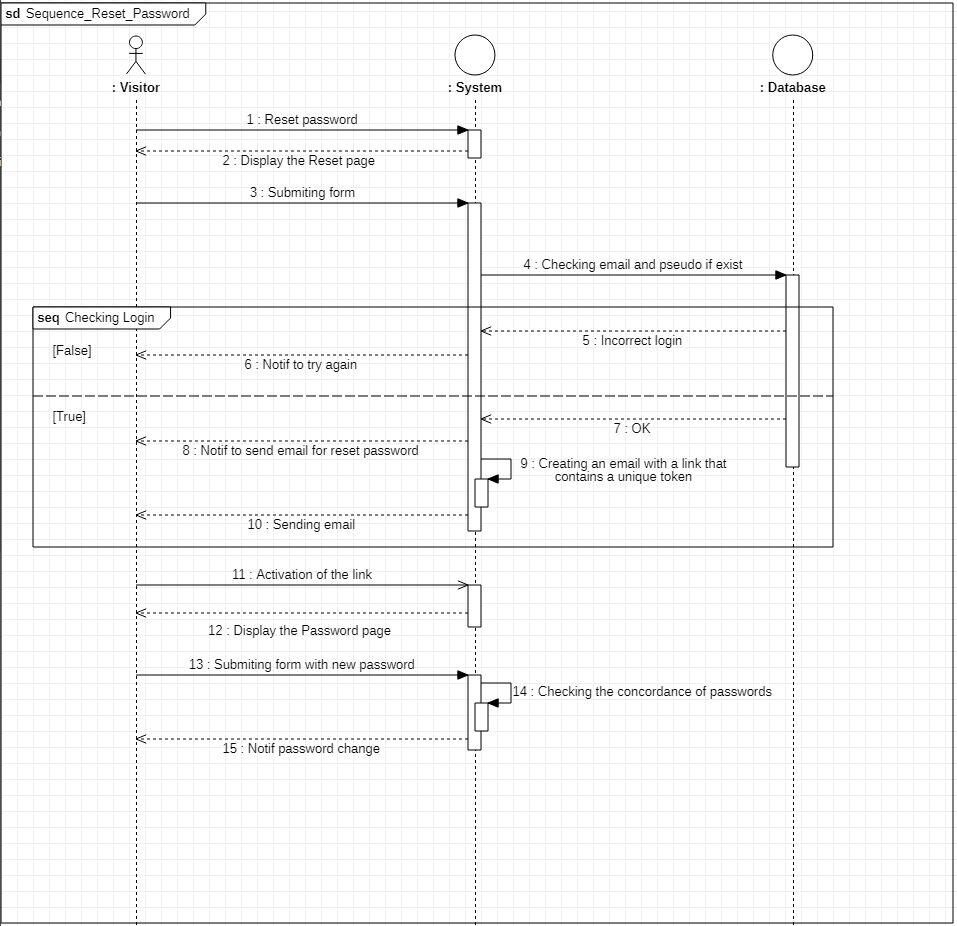 sd Sequence_Reset_Password
: Visitor
: System
: Database
1 : Reset password
2 : Display the Reset page
3 : Submiting form
4 : Checking email and pseudo if exist
seq Checking Login
5 : Incorrect login
[False]
6 : Notif to try again
[True]
7 : OK
8 : Notif to send email for reset password
9 : Creating an email with a link that
contains a unique token
10 : Sending email
11 : Activation of the link
12 : Display the Password page
13 : Submiting form with new password
14 : Checking the concordance of passwords
15 : Notif password change